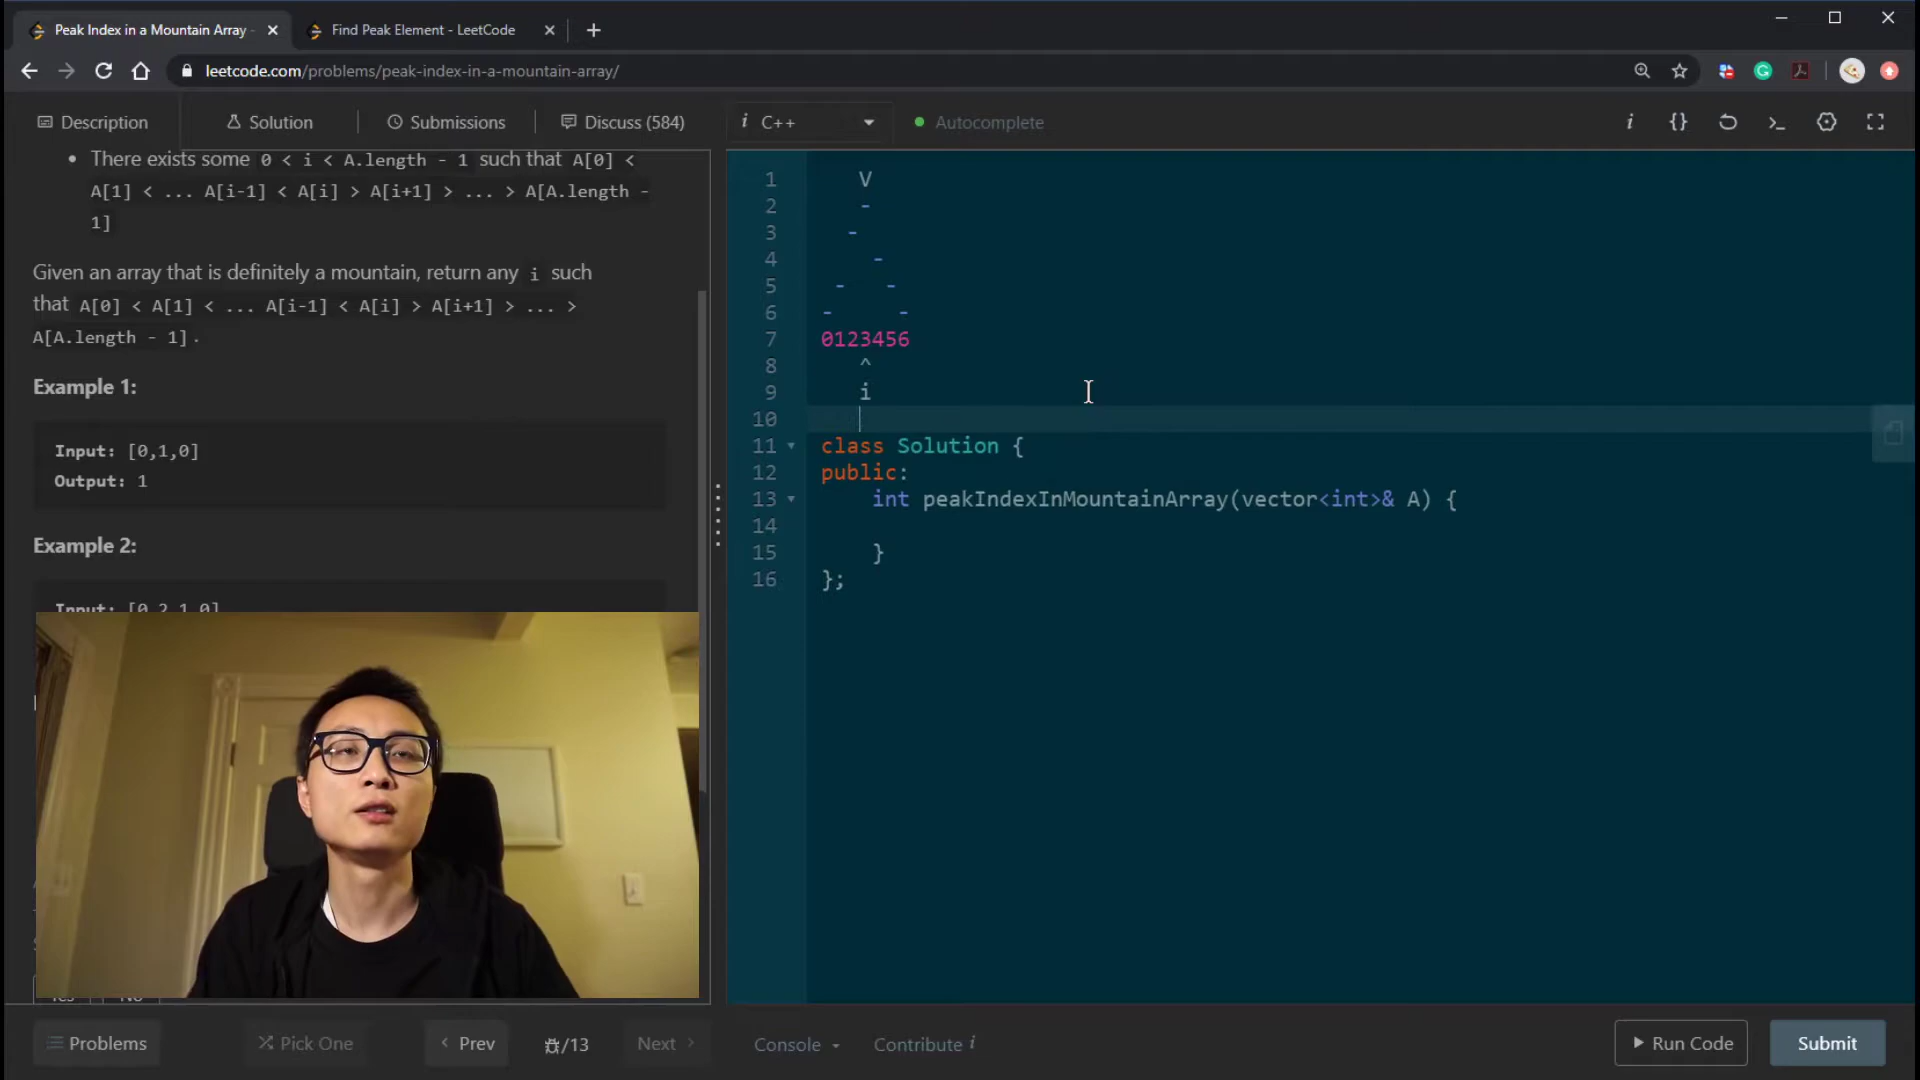 Peak Index in a Mountain Array -
Find Peak Element - LeetCode
leetcode.com/problems/peak-index-in-a-mountain-array/
Description
Solution
Submissions
Discuss (584)
i C++
Autocomplete
There exists some 0 < i < A.length - 1 such that A[0] <
A[1] < ... A[i-1] < A[i] > A[i+1] > ... > A[A.length -
1]
Given an array that is definitely a mountain, return any i such
that A[0] < A[1] < ... A[i-1] < A[i] > A[i+1] > ... >
A[A.length - 1].
Example 1:
Input: [0,1,0]
Output: 1
Example 2:
Input: [0,2,1,0]
1 V
2 -
3 -
4 -
5 - -
6 - -
7 0123456
8 ^
9 i
10
11 class Solution {
12 public:
13 int peakIndexInMountainArray(vector<int>& A) {
14
15 }
16 };
Problems
Pick One
Prev
/13
Next
Console
Contribute i
Run Code
Submit